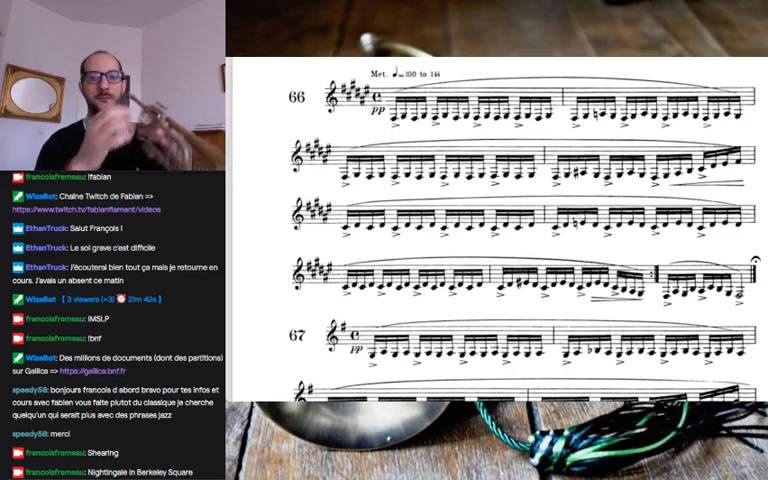 Met. ♩=100 to 144
66
pp
67
pp
francoisfremeau: !fabian
WizeBot: Chaîne Twitch de Fabian =>
https://www.twitch.tv/fabianflament/videos
EthanTruck: Salut François !
EthanTruck: Le sol grave c'est difficile
EthanTruck: J'écouterai bien tout ça mais je retourne en
cours. J'avais un absent ce matin
WizeBot: [ 3 viewers (+3) ⏰ 21m 42s ]
francoisfremeau: IMSLP
francoisfremeau: !bnf
WizeBot: Des millions de documents (dont des partitions)
sur Gallica => https://gallica.bnf.fr
speedy58: bonjours francois d abord bravo pour tes infos et
cours avec fabien vous faite plutot du classique je cherche
quelqu'un qui serait plus avec des phrases jazz
speedy58: merci
francoisfremeau: Shearing
francoisfremeau: Nightingale in Berkeley Square